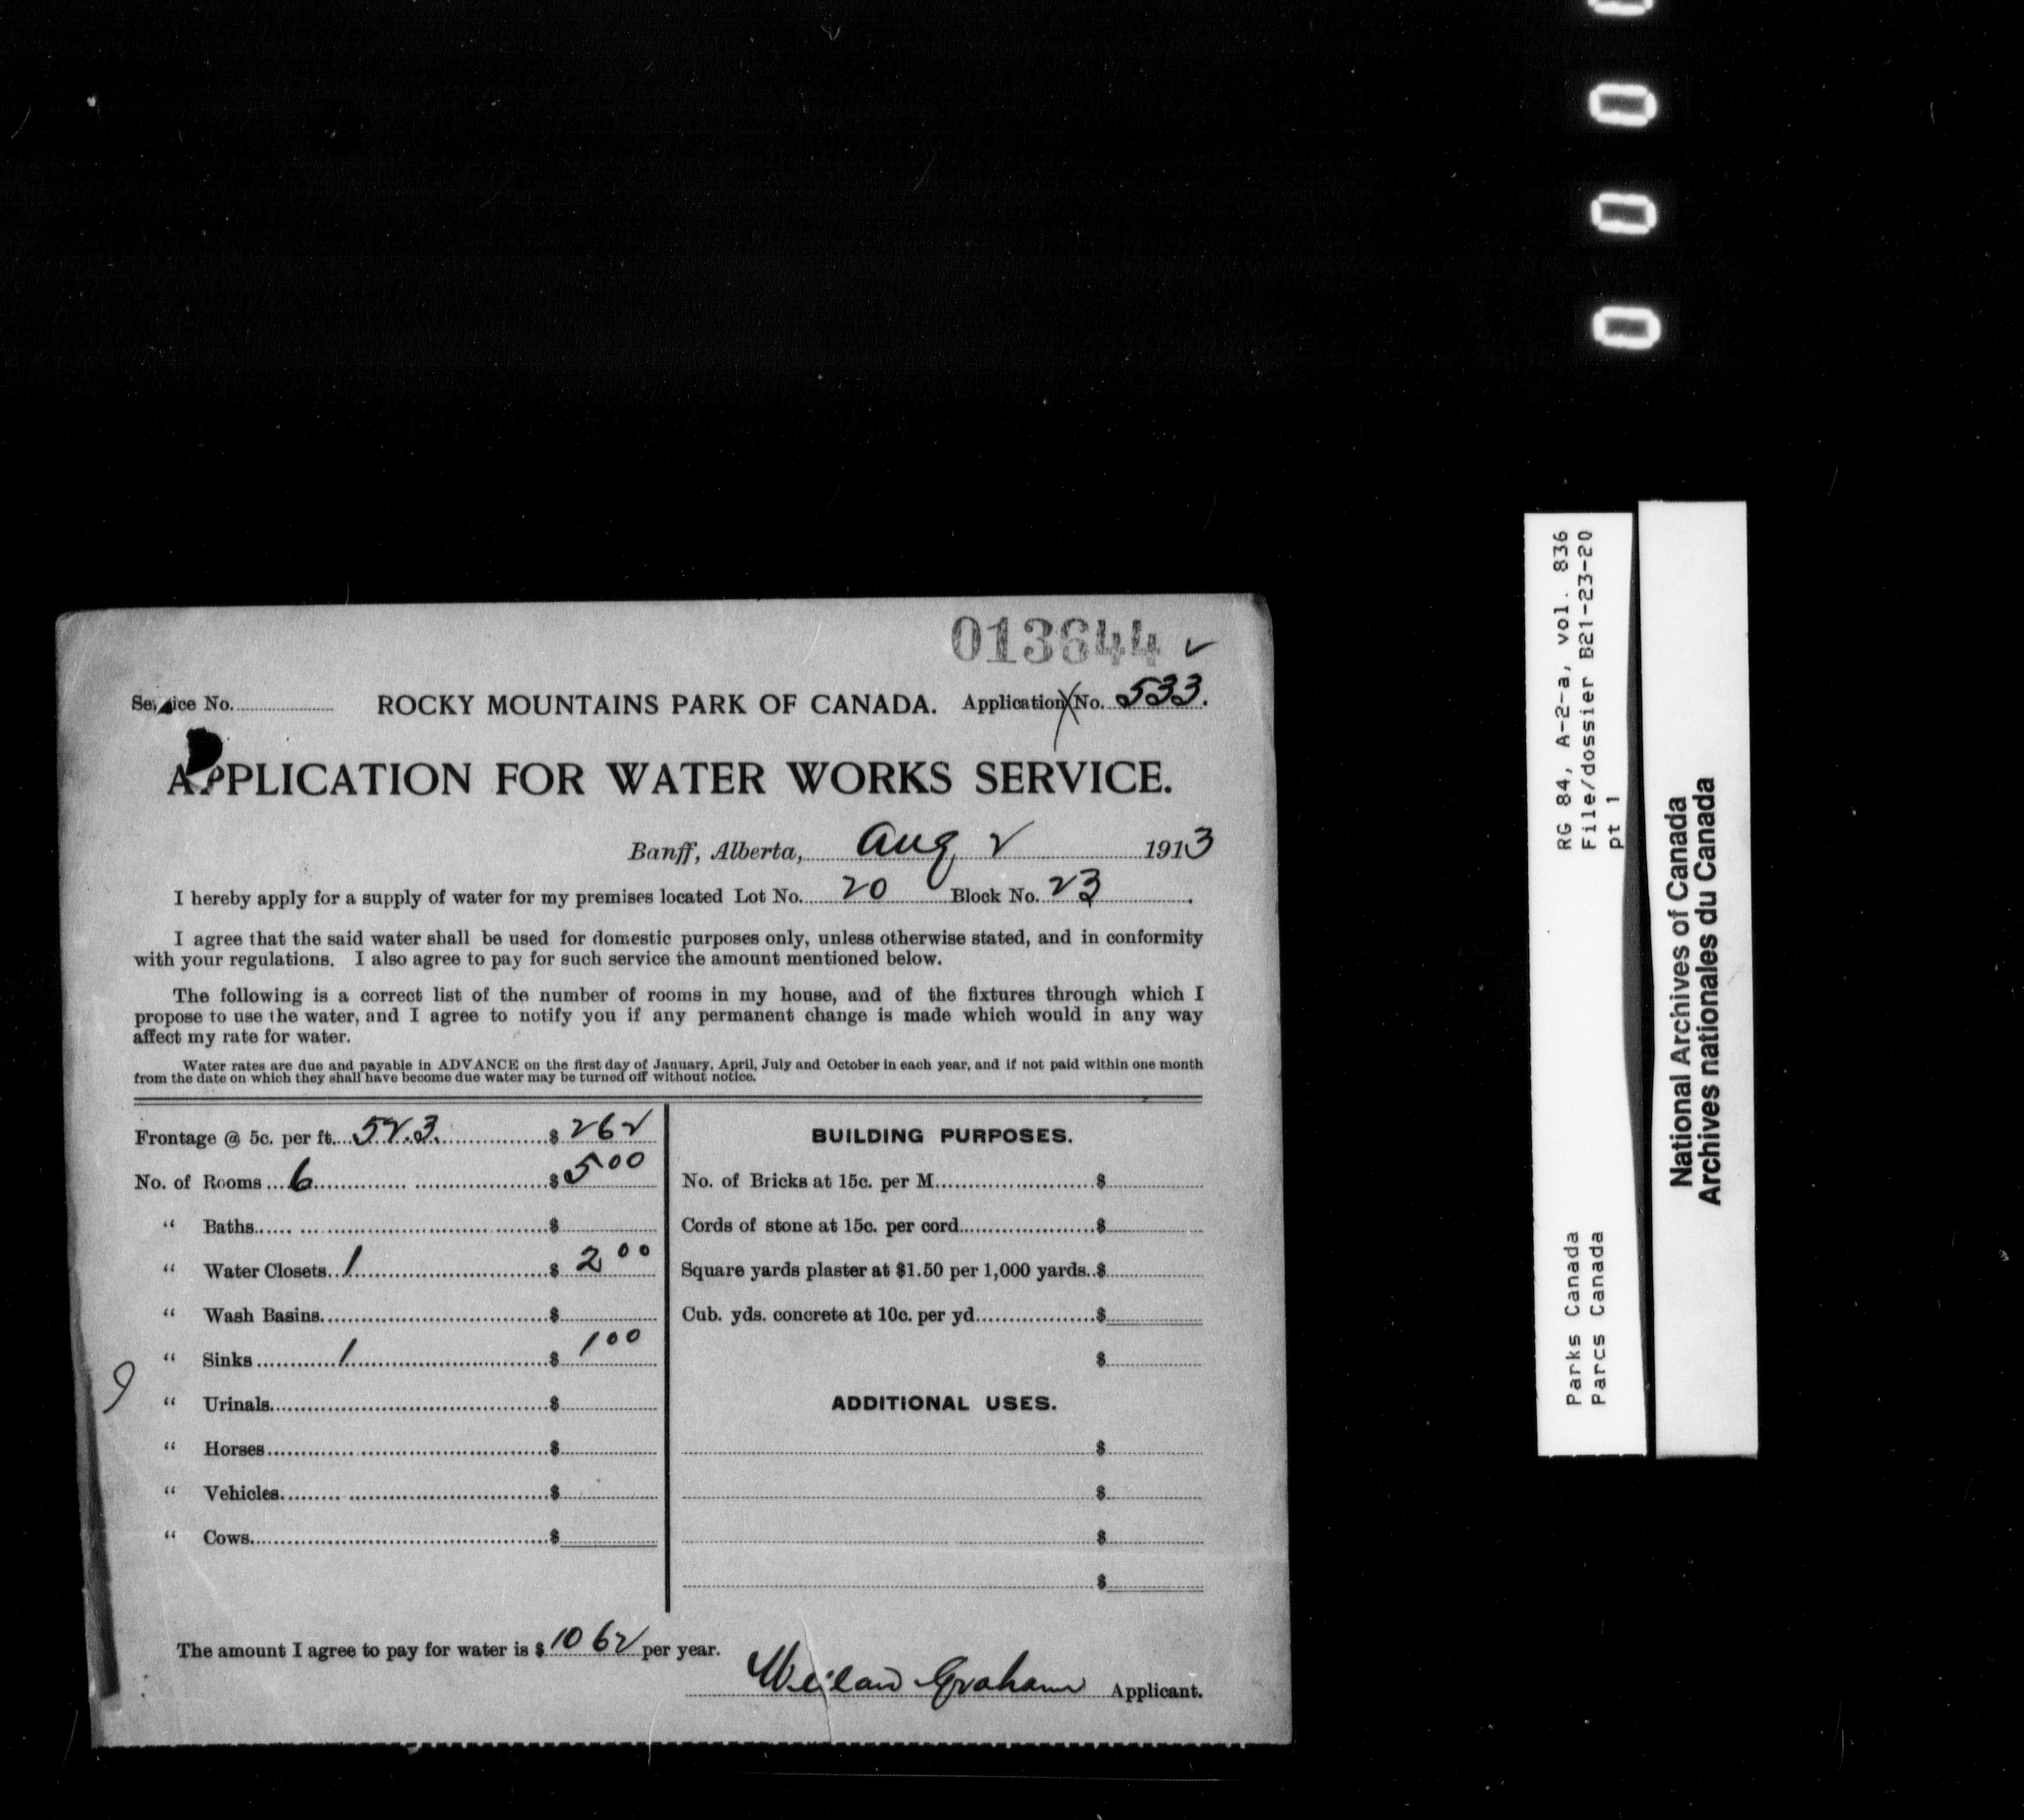 013644 ✓
Service No. ROCKY MOUNTAINS PARK OF CANADA. Application No. 533.
APPLICATION FOR WATER WORKS SERVICE.
Banff, Alberta, Aug 2 1913
I hereby apply for a supply of water for my premises located Lot No. 20 Block No. 23.
I agree that the said water shall be used for domestic purposes only, unless otherwise stated, and in conformity
with your regulations. I also agree to pay for such service the amount mentioned below.
The following is a correct list of the number of rooms in my house, and of the fixtures through which I
propose to use the water, and I agree to notify you if any permanent change is made which would in any way
affect my rate for water.
Water rates are due and payable in ADVANCE on the first day of January, April, July and October in each year, and if not paid within one month
from the date on which they shall have become due water may be turned off without notice.
Frontage @ 5c. per ft. 52.3 $ 2 62
No. of Rooms 6 $ 5 00
" Baths $
" Water Closets 1 $ 2 00
" Wash Basins $
" Sinks 1 $ 1 00
" Urinals $
" Horses $
" Vehicles $
" Cows $
BUILDING PURPOSES.
No. of Bricks at 15c. per M. $
Cords of stone at 15c. per cord $
Square yards plaster at $1.50 per 1,000 yards $
Cub. yds. concrete at 10c. per yd $
$
ADDITIONAL USES.
$
$
$
$
The amount I agree to pay for water is $ 10 62 per year.
Graham Applicant.
RG 84, A-2-a, vol. 836
File/dossier B21-23-20
pt 1
Parks Canada
Parcs Canada
National Archives of Canada
Archives nationales du Canada